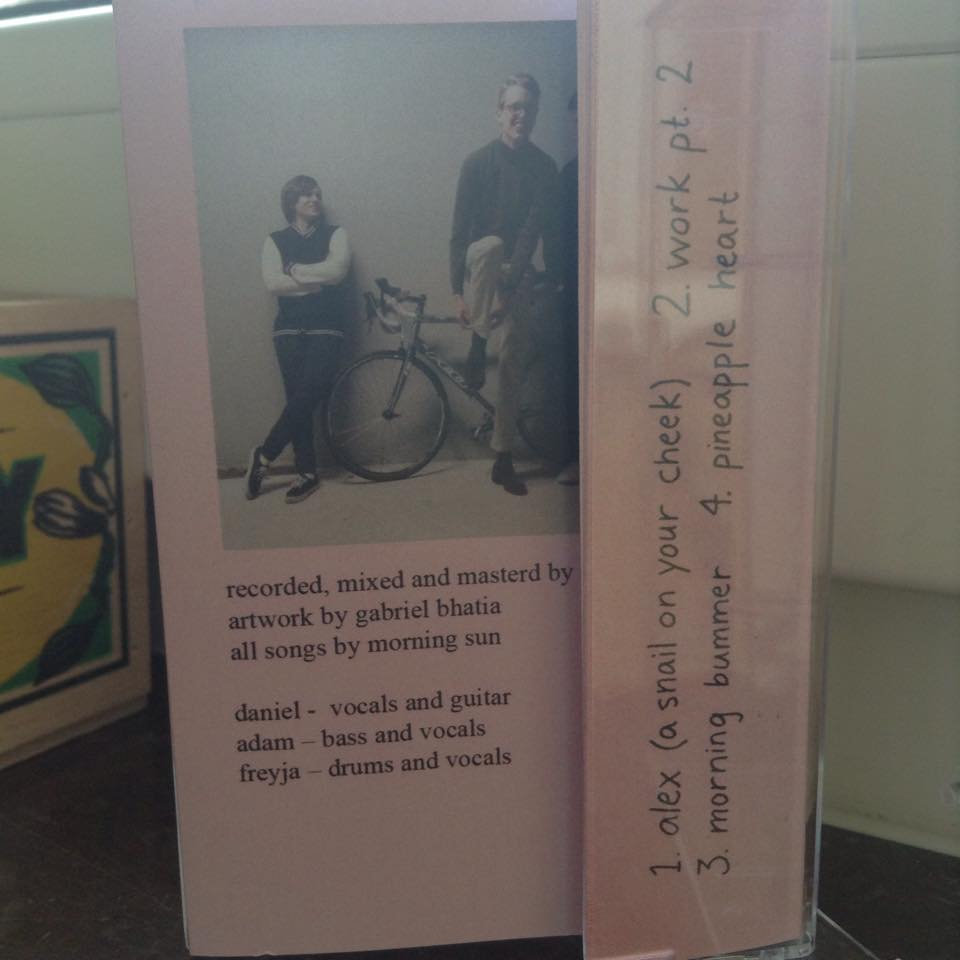 recorded, mixed and masterd by
artwork by gabriel bhatia
all songs by morning sun
daniel - vocals and guitar
adam – bass and vocals
freyja – drums and vocals
1. alex (a snail on your cheek) 2. work pt. 2
3. morning bummer 4. pineapple heart